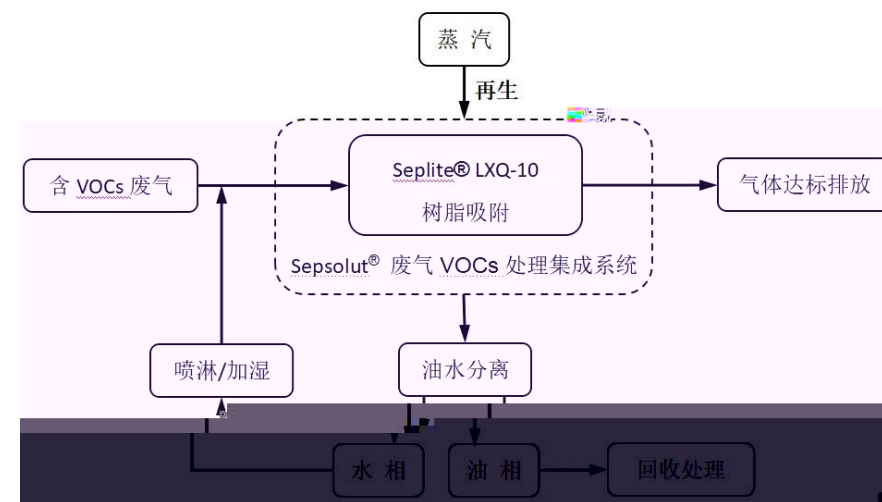 蒸 汽
再生
含 VOCs 废气
Seplite® LXQ-10
树脂吸附
气体达标排放
Sepsolut® 废气 VOCs 处理集成系统
喷淋/加湿
油水分离
水 相
油 相
回收处理